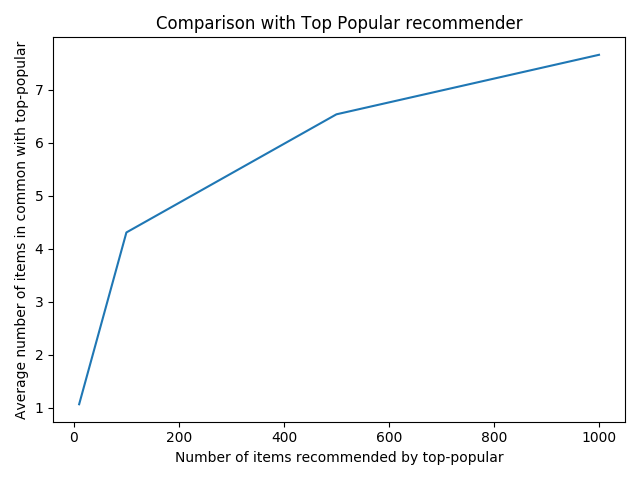 Comparison with Top Popular recommender
Average number of items in common with top-popular
7
6
5
4
3
2
1
0 200 400 600 800 1000
Number of items recommended by top-popular